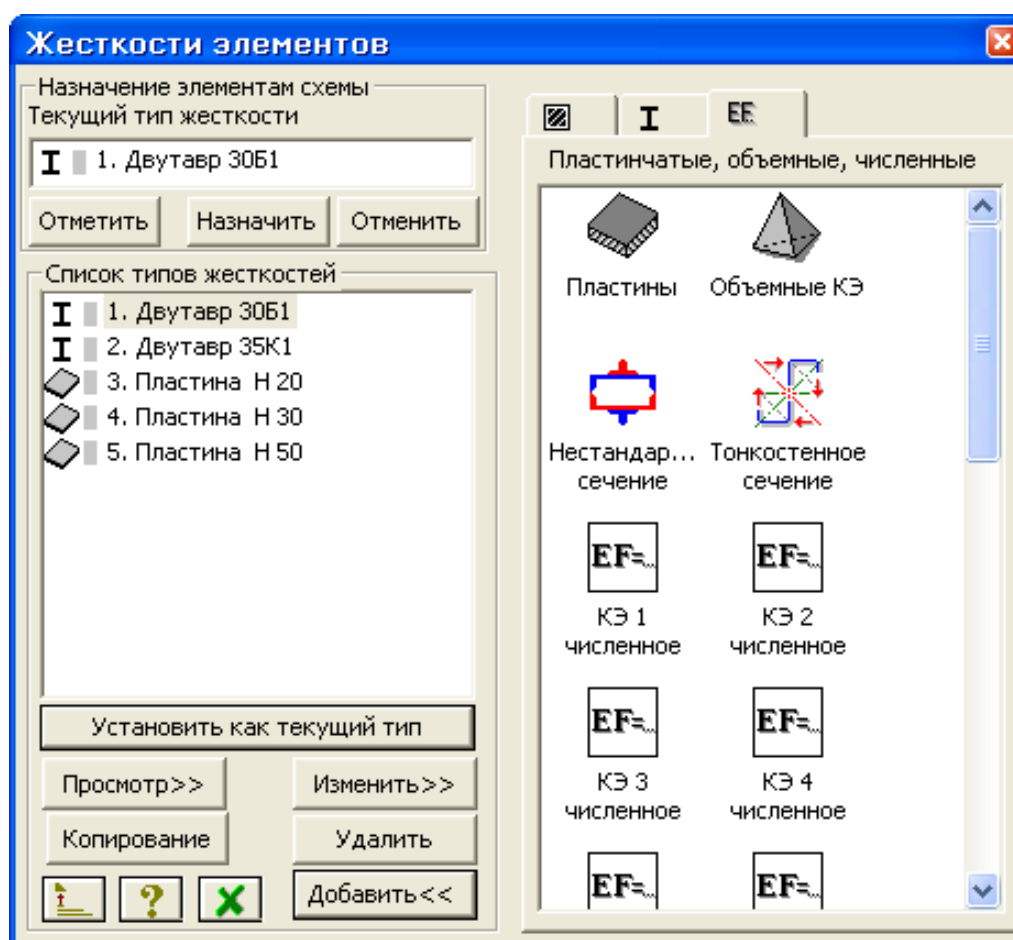 Жесткости элементов
Назначение элементам схемы
Текущий тип жесткости
1. Двутавр 30Б1
Отметить Назначить Отменить
Список типов жесткостей
1. Двутавр 30Б1
2. Двутавр 35К1
3. Пластина H 20
4. Пластина H 30
5. Пластина H 50
Установить как текущий тип
Просмотр>> Изменить>>
Копирование Удалить
Добавить<<
EF
Пластинчатые, объемные, численные
Пластины Объемные КЭ
Нестандар... Тонкостенное
сечение сечение
EF=... EF=...
КЭ 1 КЭ 2
численное численное
EF=... EF=...
КЭ 3 КЭ 4
численное численное
EF=... EF=...